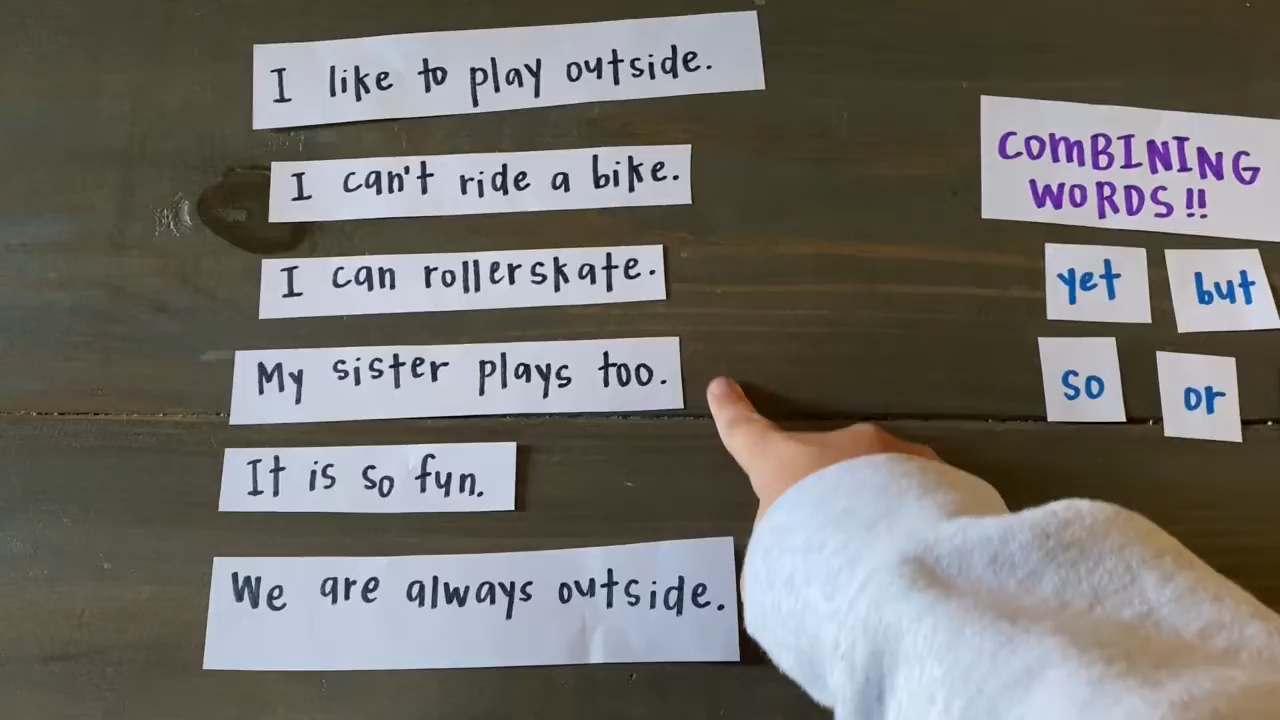 I like to play outside.
I can't ride a bike.
I can rollerskate.
My sister plays too.
It is so fun.
We are always outside.
COMBINING
WORDS!!
yet but
so or